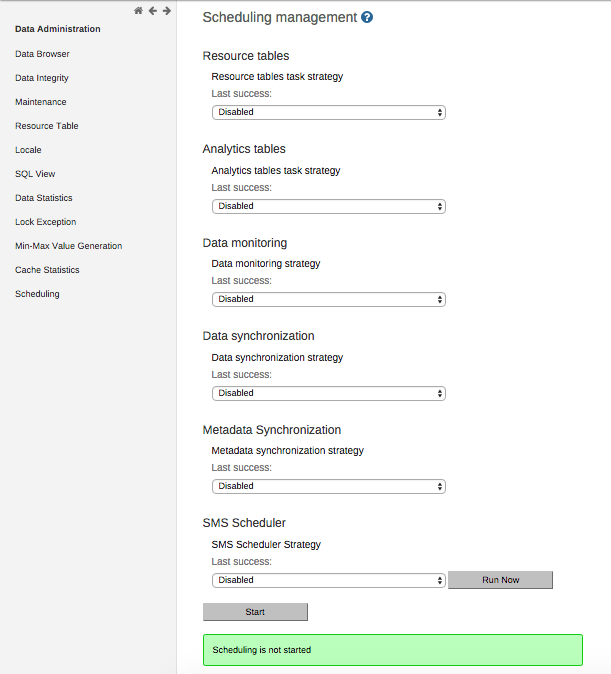 Data Administration
Data Browser
Data Integrity
Maintenance
Resource Table
Locale
SQL View
Data Statistics
Lock Exception
Min-Max Value Generation
Cache Statistics
Scheduling
Scheduling management ?
Resource tables
Resource tables task strategy
Last success:
Disabled
Analytics tables
Analytics tables task strategy
Last success:
Disabled
Data monitoring
Data monitoring strategy
Last success:
Disabled
Data synchronization
Data synchronization strategy
Last success:
Disabled
Metadata Synchronization
Metadata synchronization strategy
Last success:
Disabled
SMS Scheduler
SMS Scheduler Strategy
Last success:
Disabled Run Now
Start
Scheduling is not started